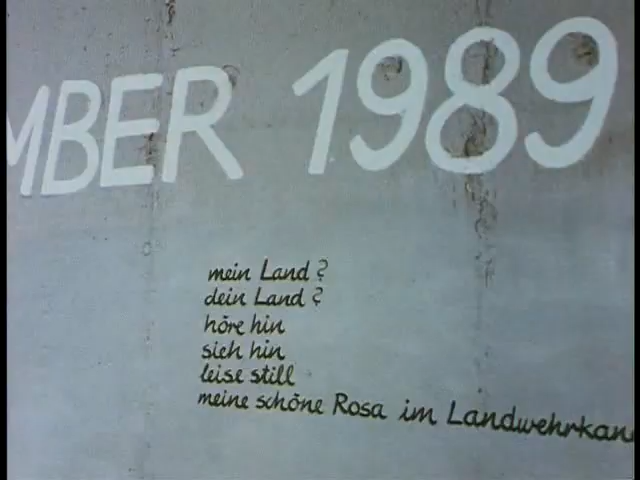 MBER 1989
mein Land?
dein Land?
höre hin
sieh hin
leise still
meine schöne Rosa im Landwehrkan